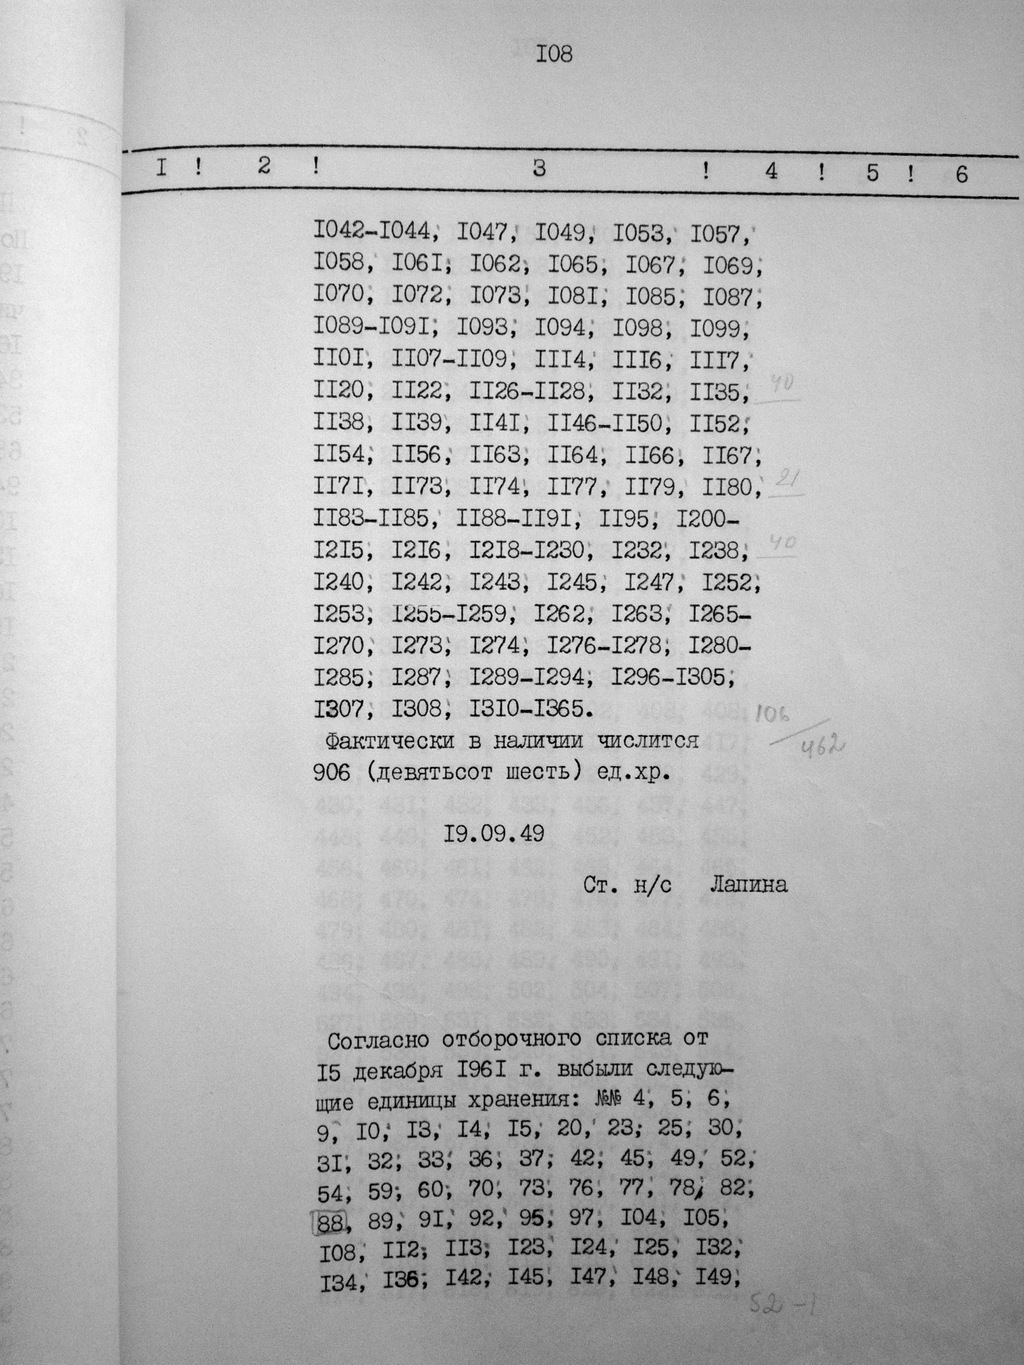 I08
I ! 2 ! 3 ! 4 ! 5 ! 6
I042-I044, I047, I049, I053, I057,
I058, I06I, I062, I065, I067, I069,
I070, I072, I073, I08I, I085, I087,
I089-I09I, I093, I094, I098, I099,
II0I, II07-II09, III4, III6, III7,
II20, II22, II26-II28, II32, II35, 40
II38, II39, II4I, II46-II50, II52,
II54, II56, II63, II64, II66, II67,
II7I, II73, II74, II77, II79, II80, 21
II83-II85, II88-II9I, II95, I200-
I2I5, I2I6, I2I8-I230, I232, I238, 40
I240, I242, I243, I245, I247, I252,
I253, I255-I259, I262, I263, I265-
I270, I273, I274, I276-I278, I280-
I285, I287, I289-I294, I296-I305,
I307, I308, I3I0-I365. 106
Фактически в наличии числится 462
906 (девятьсот шесть) ед.хр.
I9.09.49
Ст. н/с Лапина
Согласно отборочного списка от
I5 декабря I96I г. выбыли следую-
щие единицы хранения: №№ 4, 5, 6,
9, I0, I3, I4, I5, 20, 23, 25, 30,
3I, 32, 33, 36, 37, 42, 45, 49, 52,
54, 59, 60, 70, 73, 76, 77, 78, 82,
88, 89, 9I, 92, 95, 97, I04, I05,
I08, II2, II3, I23, I24, I25, I32,
I34, I36, I42, I45, I47, I48, I49,
52-1